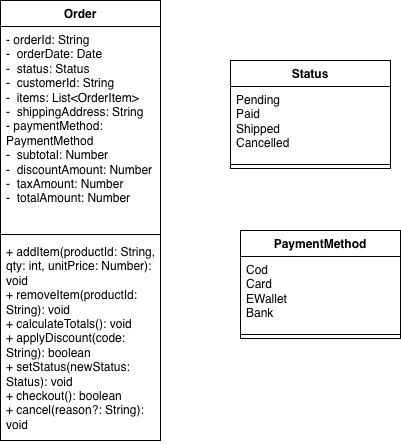 Order
- orderId: String
- orderDate: Date
- status: Status
- customerId: String
- items: List<OrderItem>
- shippingAddress: String
- paymentMethod:
PaymentMethod
- subtotal: Number
- discountAmount: Number
- taxAmount: Number
- totalAmount: Number
+ addItem(productId: String,
qty: int, unitPrice: Number):
void
+ removeItem(productId:
String): void
+ calculateTotals(): void
+ applyDiscount(code:
String): boolean
+ setStatus(newStatus:
Status): void
+ checkout(): boolean
+ cancel(reason?: String):
void
Status
Pending
Paid
Shipped
Cancelled
PaymentMethod
Cod
Card
EWallet
Bank